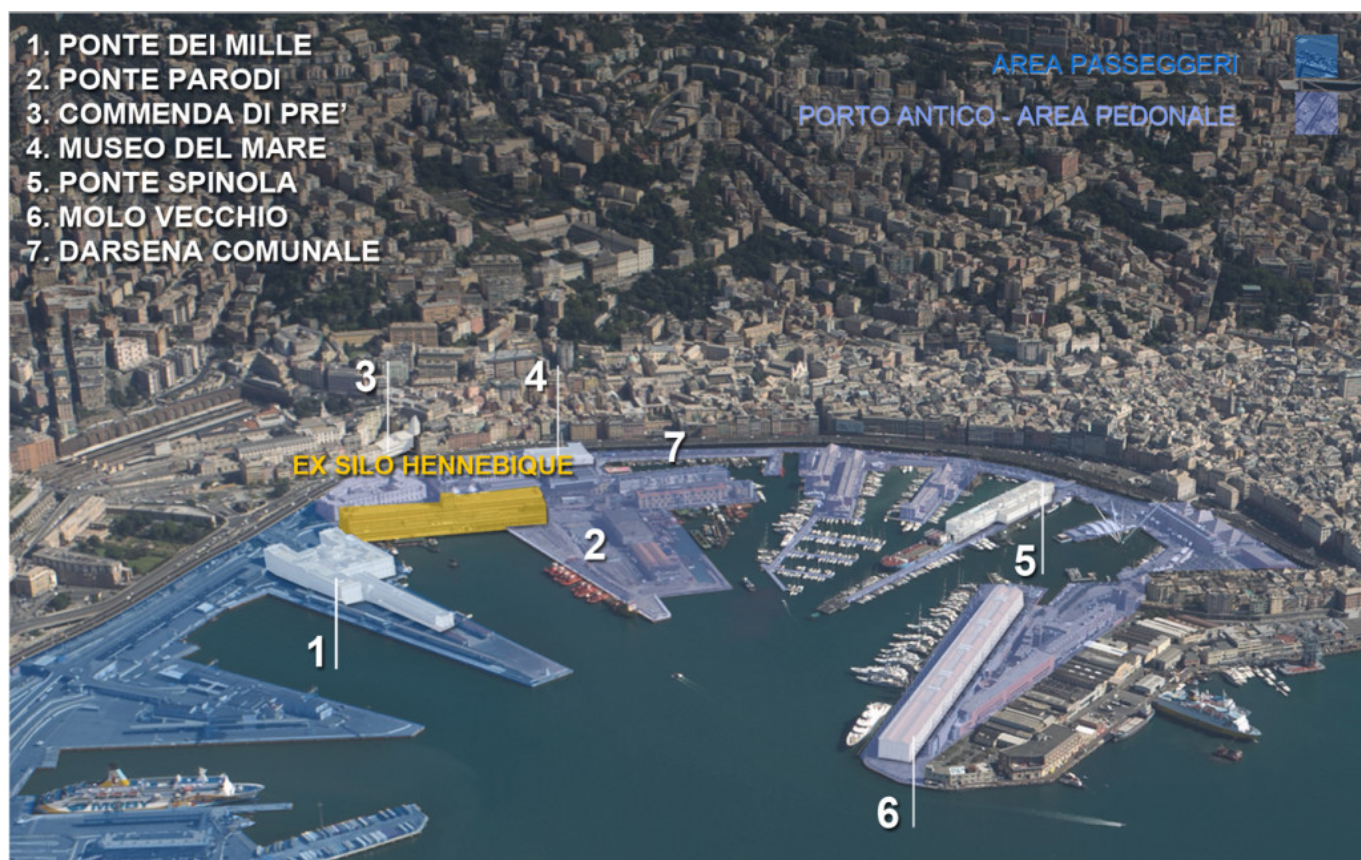 1. PONTE DEI MILLE
2. PONTE PARODI
3. COMMENDA DI PRE'
4. MUSEO DEL MARE
5. PONTE SPINOLA
6. MOLO VECCHIO
7. DARSENA COMUNALE
AREA PASSEGGERI
PORTO ANTICO - AREA PEDONALE
3
4
7
EX SILO HENNEBIQUE
2
5
1
6
MOBY